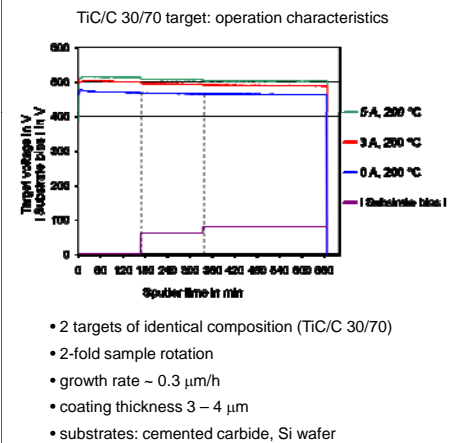 TiC/C 30/70 target: operation characteristics
600
500
400
300
200
100
0
Target voltage in V
I Substrate bias I in V
0 60 120 180 240 300 360 420 480 540 600 660
Sputter time in min
6 A, 200 °C
3 A, 200 °C
0 A, 200 °C
I Substrate bias I
• 2 targets of identical composition (TiC/C 30/70)
• 2-fold sample rotation
• growth rate ~ 0.3 μm/h
• coating thickness 3 – 4 μm
• substrates: cemented carbide, Si wafer